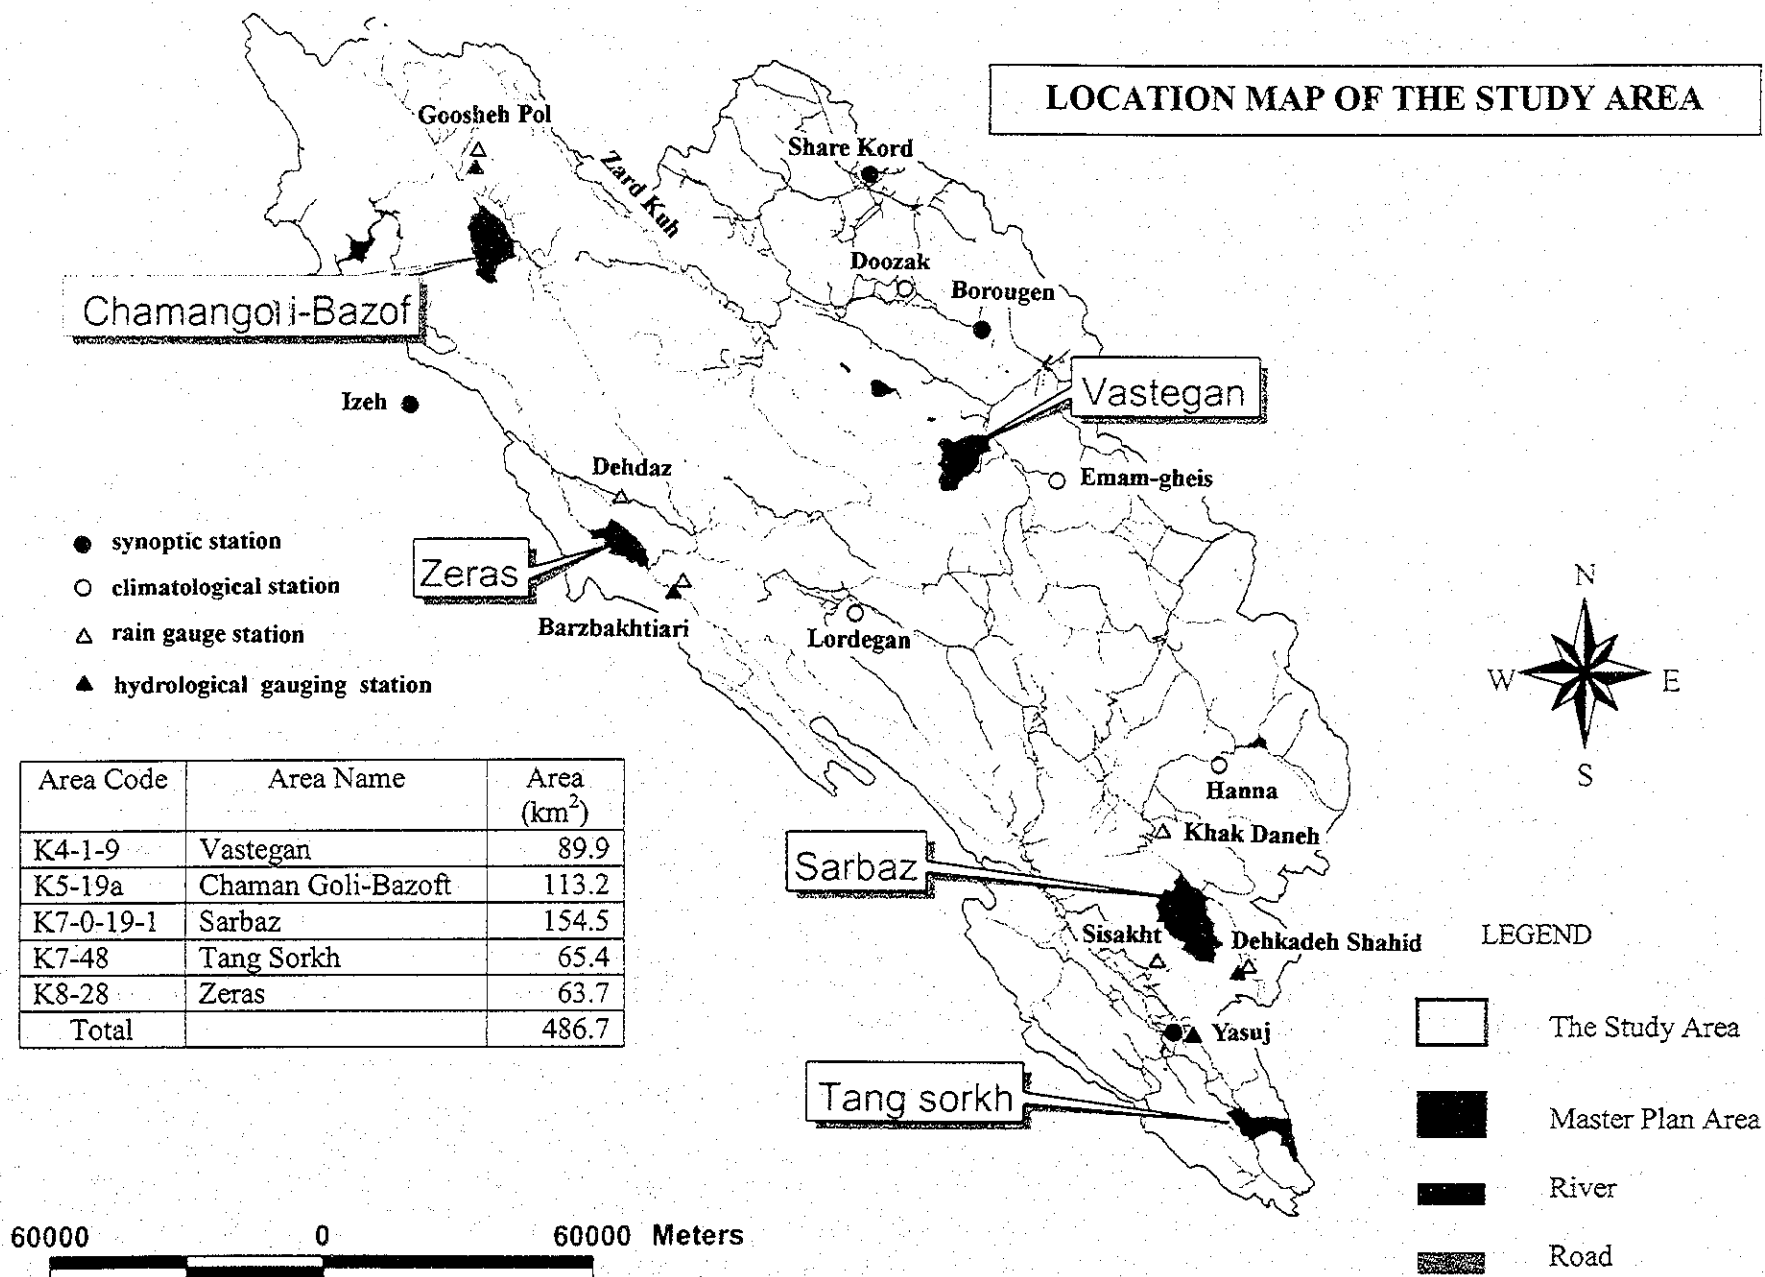 LOCATION MAP OF THE STUDY AREA
Goosheh Pol
Zard Kuh
Share Kord
Doozak
Borougen
Chamangoli-Bazof
Vastegan
Izeh
Dehdaz
Emam-gheis
synoptic station
climatological station
rain gauge station
hydrological gauging station
Zeras
Barzbakhtiari
Lordegan
N
W E
S
Hanna
Khak Daneh
Sarbaz
Sisakht
Dehkadeh Shahid
Yasuj
Tang sorkh
Area Code Area Name Area
(km²)
K4-1-9 Vastegan 89.9
K5-19a Chaman Goli-Bazoft 113.2
K7-0-19-1 Sarbaz 154.5
K7-48 Tang Sorkh 65.4
K8-28 Zeras 63.7
Total 486.7
LEGEND
The Study Area
Master Plan Area
River
Road
60000 0 60000 Meters